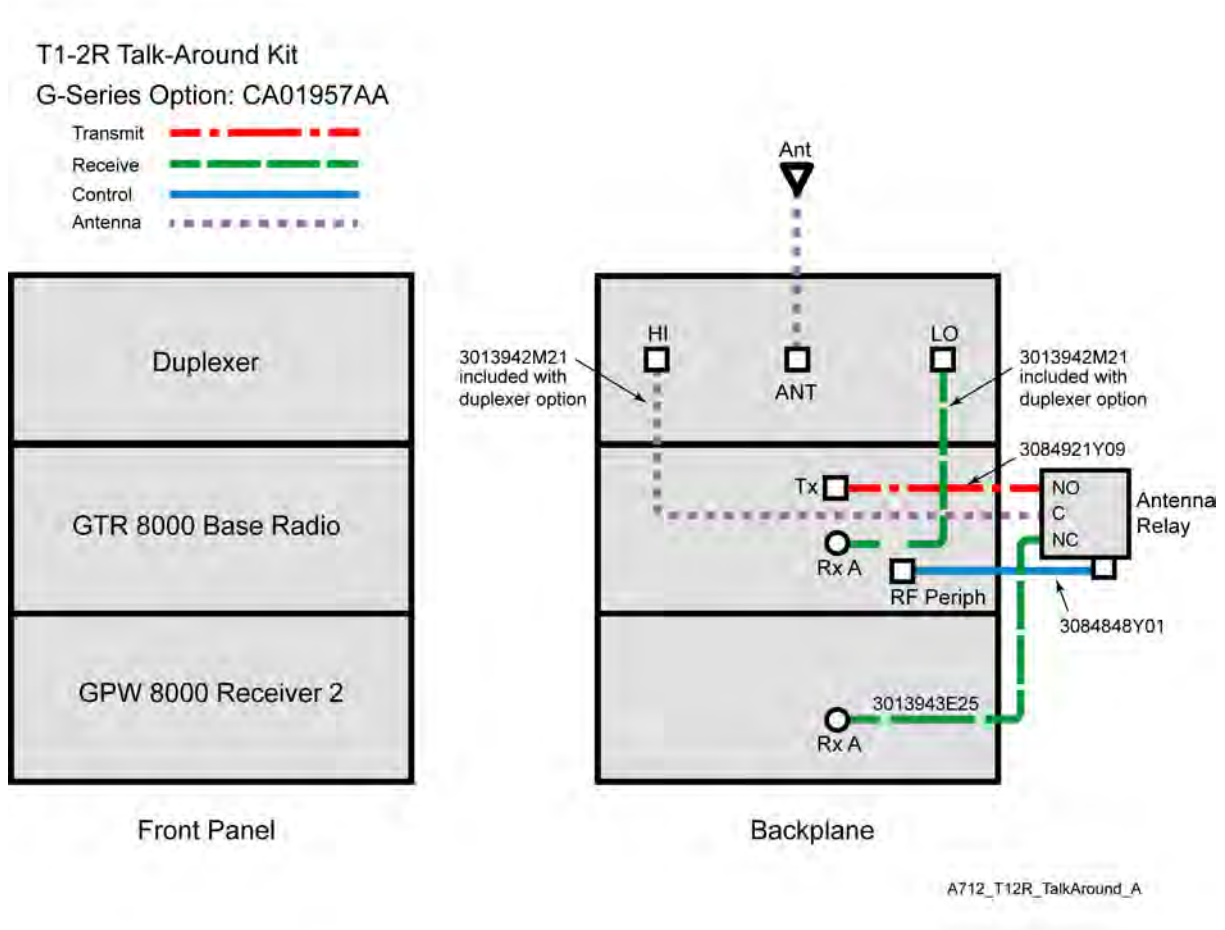 T1-2R Talk-Around Kit
G-Series Option: CA01957AA
Transmit
Receive
Control
Antenna
Ant
Duplexer
GTR 8000 Base Radio
GPW 8000 Receiver 2
Front Panel
HI
ANT
LO
3013942M21
included with
duplexer option
3013942M21
included with
duplexer option
3084921Y09
Tx
NO
C
NC
Antenna
Relay
Rx A
RF Periph
3084848Y01
3013943E25
Rx A
Backplane
A712_T12R_TalkAround_A